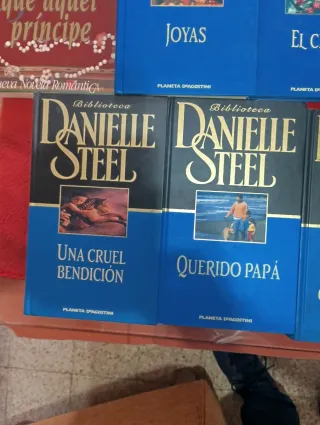 que aquel
príncipe
Nueva Novela Romántica
JOYAS
PLANETA DEAGOSTINI
EL
PLANETA DEAGOSTINI
Biblioteca
DANIELLE
STEEL
UNA CRUEL
BENDICIÓN
PLANETA DEAGOSTINI
Biblioteca
DANIELLE
STEEL
QUERIDO PAPÁ
PLANETA DEAGOSTINI